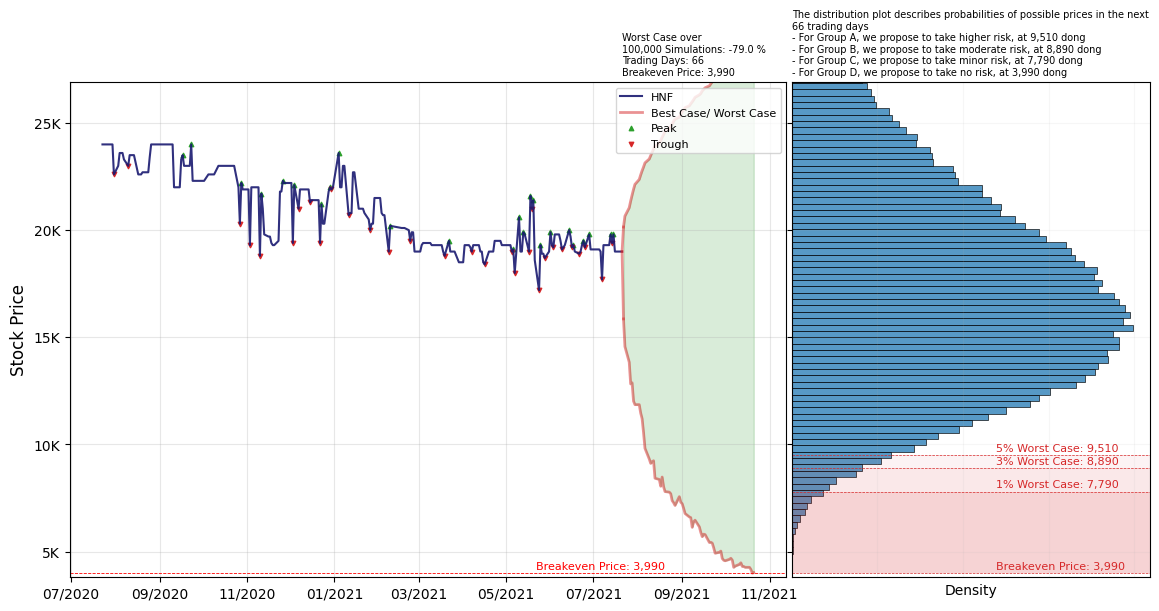 Worst Case over
100,000 Simulations: -79.0 %
Trading Days: 66
Breakeven Price: 3,990
The distribution plot describes probabilities of possible prices in the next
66 trading days
- For Group A, we propose to take higher risk, at 9,510 dong
- For Group B, we propose to take moderate risk, at 8,890 dong
- For Group C, we propose to take minor risk, at 7,790 dong
- For Group D, we propose to take no risk, at 3,990 dong
HNF
Best Case/ Worst Case
Peak
Trough
Stock Price
25K
20K
15K
10K
5K
Breakeven Price: 3,990
07/2020
09/2020
11/2020
01/2021
03/2021
05/2021
07/2021
09/2021
11/2021
5% Worst Case: 9,510
3% Worst Case: 8,890
1% Worst Case: 7,790
Breakeven Price: 3,990
Density